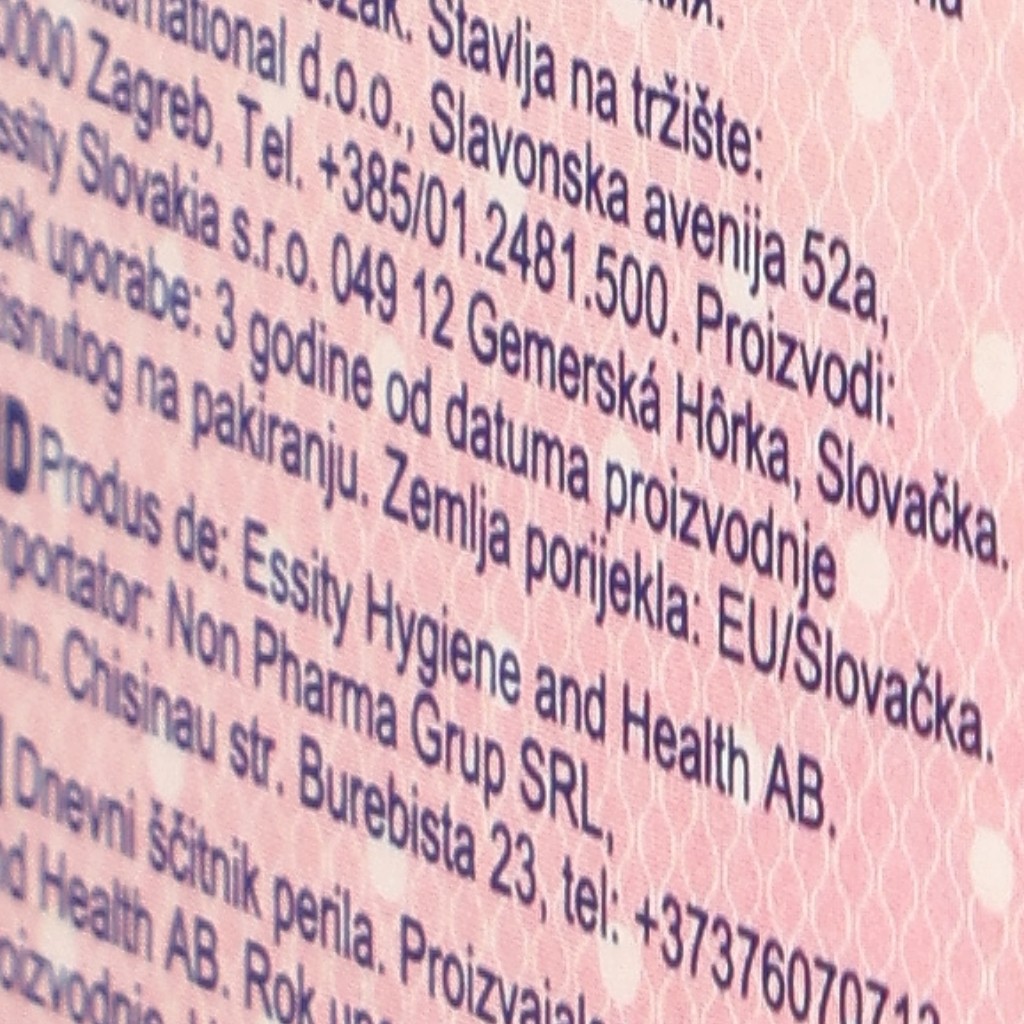 Stavlja na tržište:
d.o.o., Slavonska avenija 52a,
Zagreb, Tel. +385/01.2481.500. Proizvodi:
Slovakia s.r.o. 049 12 Gemerská Hôrka, Slovačka.
uporabe: 3 godine od datuma proizvodnje
na pakiranju. Zemlja porijekla: EU/Slovačka.
Produs de: Essity Hygiene and Health AB.
Non Pharma Grup SRL,
Chisinau str. Burebista 23, tel:
Dnevni ščitnik perila.
Health AB. Rok